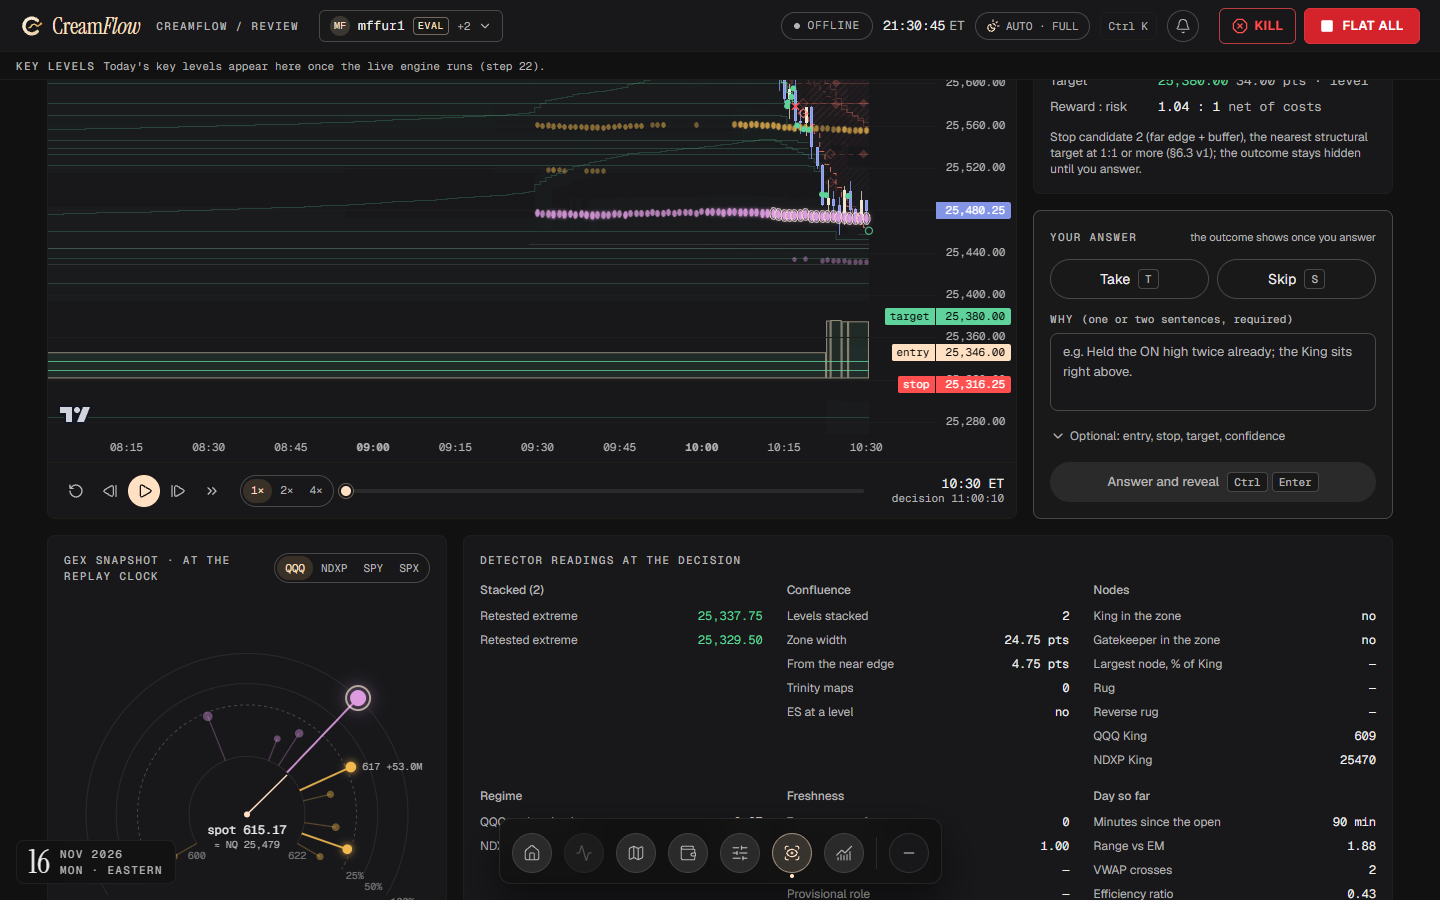 CreamFlow
CREAMFLOW / REVIEW
MF mffur1 EVAL +2
OFFLINE
21:30:45 ET
AUTO · FULL
Ctrl K
KILL
FLAT ALL
KEY LEVELS Today's key levels appear here once the live engine runs (step 22).
25,600.00
25,560.00
25,520.00
25,480.25
25,440.00
25,400.00
target 25,380.00
25,360.00
entry 25,346.00
stop 25,316.25
25,280.00
08:15 08:30 08:45 09:00 09:15 09:30 09:45 10:00 10:15 10:30
1× 2× 4×
10:30 ET
decision 11:00:10
Target 25,380.00 34.00 pts · level
Reward : risk 1.04 : 1 net of costs
Stop candidate 2 (far edge + buffer), the nearest structural
target at 1:1 or more (§6.3 v1); the outcome stays hidden
until you answer.
YOUR ANSWER the outcome shows once you answer
Take T
Skip S
WHY (one or two sentences, required)
e.g. Held the ON high twice already; the King sits
right above.
Optional: entry, stop, target, confidence
Answer and reveal Ctrl Enter
GEX SNAPSHOT · AT THE
REPLAY CLOCK
QQQ NDXP SPY SPX
617 +53.0M
spot 615.17
≈ NQ 25,479
600
622
25%
50%
DETECTOR READINGS AT THE DECISION
Stacked (2)
Retested extreme 25,337.75
Retested extreme 25,329.50
Confluence
Levels stacked 2
Zone width 24.75 pts
From the near edge 4.75 pts
Trinity maps 0
ES at a level no
Nodes
King in the zone no
Gatekeeper in the zone no
Largest node, % of King –
Rug –
Reverse rug –
QQQ King 609
NDXP King 25470
Regime
Freshness
0
1.00
–
Provisional role –
Day so far
Minutes since the open 90 min
Range vs EM 1.88
VWAP crosses 2
Efficiency ratio 0.43
16 NOV 2026
MON · EASTERN